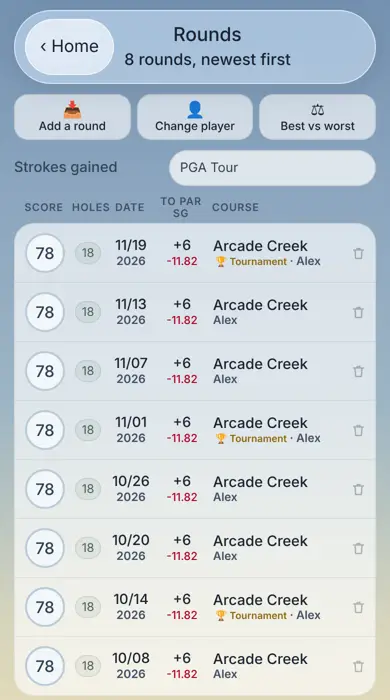 ‹ Home
Rounds
8 rounds, newest first
Add a round
Change player
Best vs worst
Strokes gained
PGA Tour
SCORE HOLES DATE TO PAR SG COURSE
78 18 11/19 2026 +6 -11.82 Arcade Creek
🏆 Tournament · Alex
78 18 11/13 2026 +6 -11.82 Arcade Creek
Alex
78 18 11/07 2026 +6 -11.82 Arcade Creek
Alex
78 18 11/01 2026 +6 -11.82 Arcade Creek
🏆 Tournament · Alex
78 18 10/26 2026 +6 -11.82 Arcade Creek
Alex
78 18 10/20 2026 +6 -11.82 Arcade Creek
Alex
78 18 10/14 2026 +6 -11.82 Arcade Creek
🏆 Tournament · Alex
78 18 10/08 2026 +6 -11.82 Arcade Creek
Alex